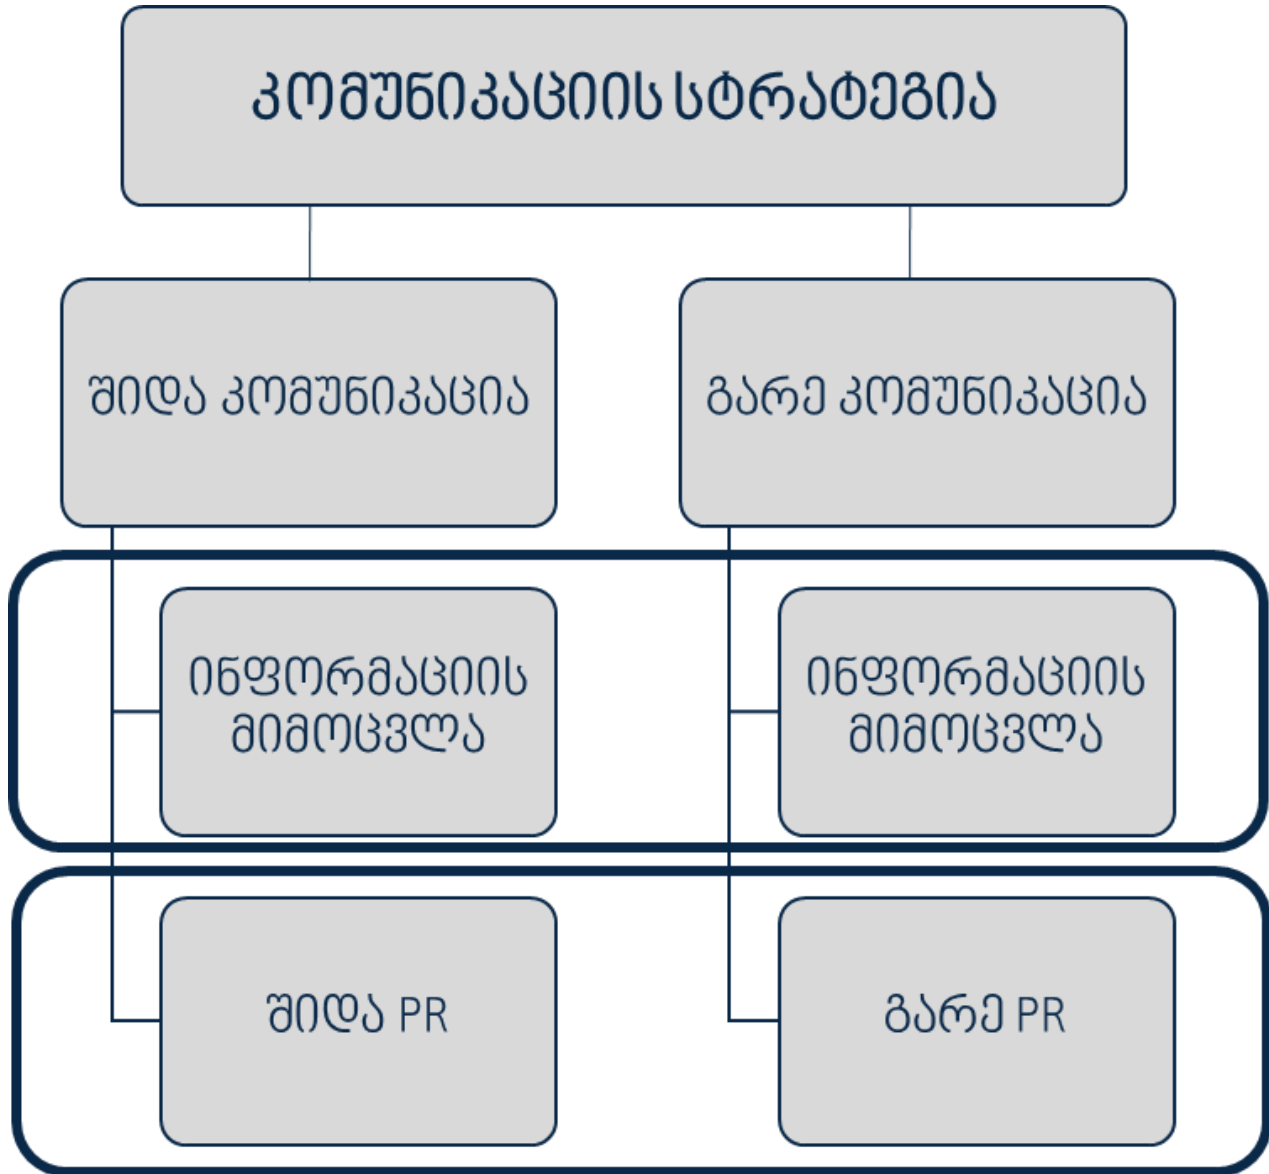 კომუნიკაციის სტრატეგია
შიდა კომუნიკაცია
გარე კომუნიკაცია
ინფორმაციის
მიმოცვლა
ინფორმაციის
მიმოცვლა
შიდა PR
გარე PR